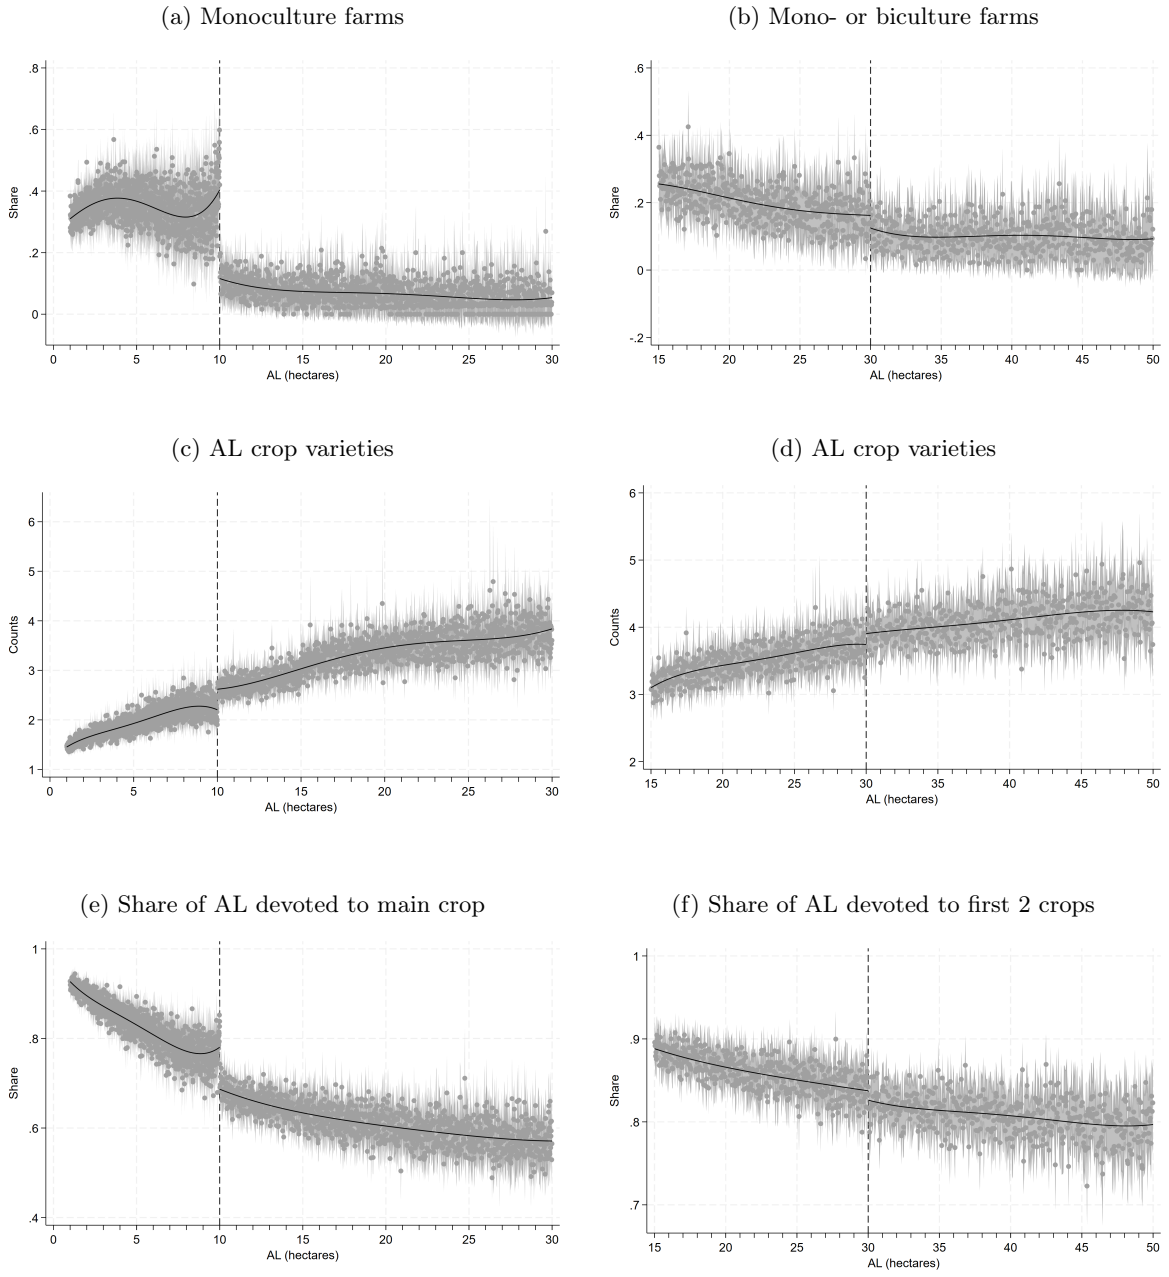 (a) Monoculture farms
.8
.6
.4
.2
0
Share
0 5 10 15 20 25 30
AL (hectares)
(b) Mono- or biculture farms
.6
.4
.2
0
-.2
Share
15 20 25 30 35 40 45 50
AL (hectares)
(c) AL crop varieties
6
5
4
3
2
1
Counts
0 5 10 15 20 25 30
AL (hectares)
(d) AL crop varieties
6
5
4
3
2
Counts
15 20 25 30 35 40 45 50
AL (hectares)
(e) Share of AL devoted to main crop
1
.8
.6
.4
Share
0 5 10 15 20 25 30
AL (hectares)
(f) Share of AL devoted to first 2 crops
1
.9
.8
.7
Share
15 20 25 30 35 40 45 50
AL (hectares)